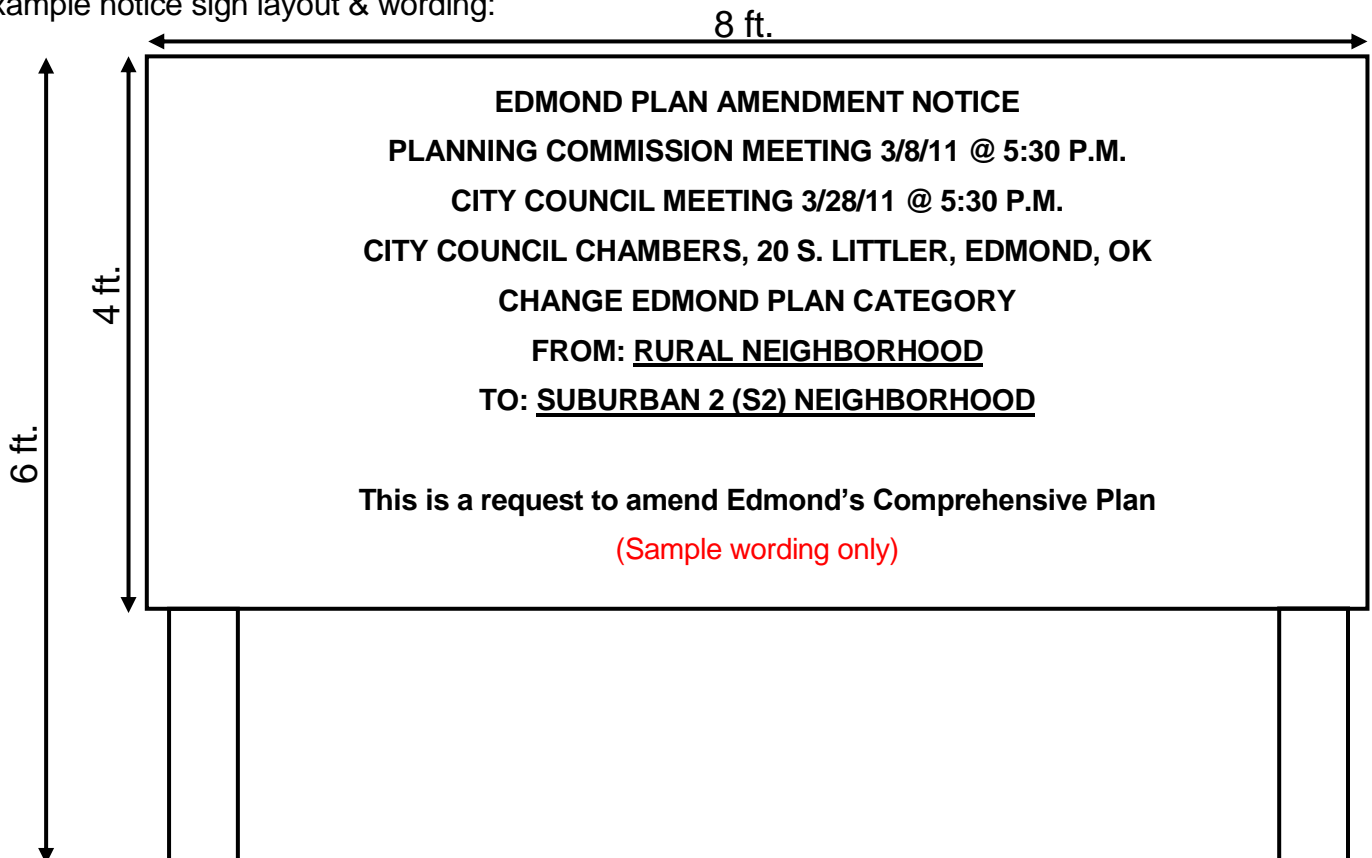 xample notice sign layout & wording:
8 ft.
EDMOND PLAN AMENDMENT NOTICE
PLANNING COMMISSION MEETING 3/8/11 @ 5:30 P.M.
CITY COUNCIL MEETING 3/28/11 @ 5:30 P.M.
CITY COUNCIL CHAMBERS, 20 S. LITTLER, EDMOND, OK
CHANGE EDMOND PLAN CATEGORY
FROM: RURAL NEIGHBORHOOD
TO: SUBURBAN 2 (S2) NEIGHBORHOOD
This is a request to amend Edmond’s Comprehensive Plan
(Sample wording only)
4 ft.
6 ft.